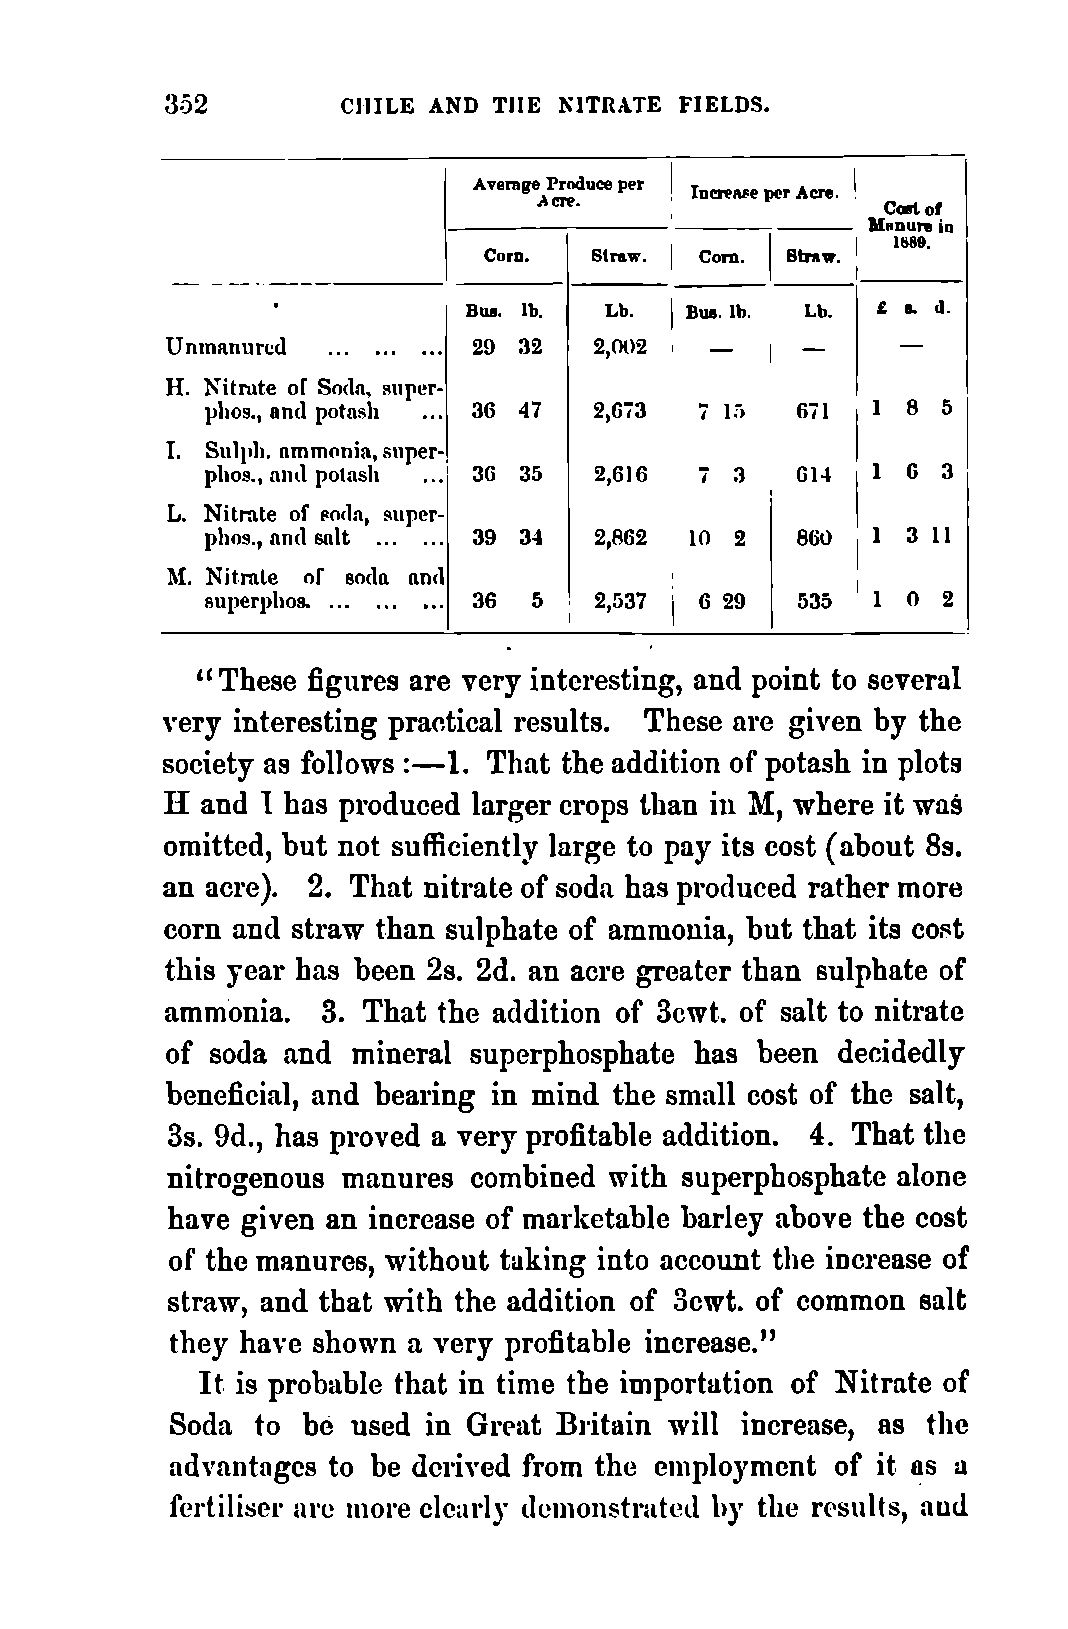 352 CHILE AND THE NITRATE FIELDS.
Average Produce per Acre. Increase per Acre. Cost of Manure in 1889.
Corn. Straw. Corn. Straw.
Bus. lb. Lb. Bus. lb. Lb. £ s. d.
Unmanured ... ... ... 29 32 2,002 — — —
H. Nitrate of Soda, super-
phos., and potash ... 36 47 2,673 7 15 671 1 8 5
I. Sulph. ammonia, super-
phos., and potash ... 36 35 2,616 7 3 614 1 6 3
L. Nitrate of soda, super-
phos., and salt ... ... 39 34 2,862 10 2 860 1 3 11
M. Nitrate of soda and
superphos. ... ... ... 36 5 2,537 6 29 535 1 0 2
"These figures are very interesting, and point to several
very interesting practical results. These are given by the
society as follows :—1. That the addition of potash in plots
H and I has produced larger crops than in M, where it was
omitted, but not sufficiently large to pay its cost (about 8s.
an acre). 2. That nitrate of soda has produced rather more
corn and straw than sulphate of ammonia, but that its cost
this year has been 2s. 2d. an acre greater than sulphate of
ammonia. 3. That the addition of 3cwt. of salt to nitrate
of soda and mineral superphosphate has been decidedly
beneficial, and bearing in mind the small cost of the salt,
3s. 9d., has proved a very profitable addition. 4. That the
nitrogenous manures combined with superphosphate alone
have given an increase of marketable barley above the cost
of the manures, without taking into account the increase of
straw, and that with the addition of 3cwt. of common salt
they have shown a very profitable increase."
It is probable that in time the importation of Nitrate of
Soda to be used in Great Britain will increase, as the
advantages to be derived from the employment of it as a
fertiliser are more clearly demonstrated by the results, and